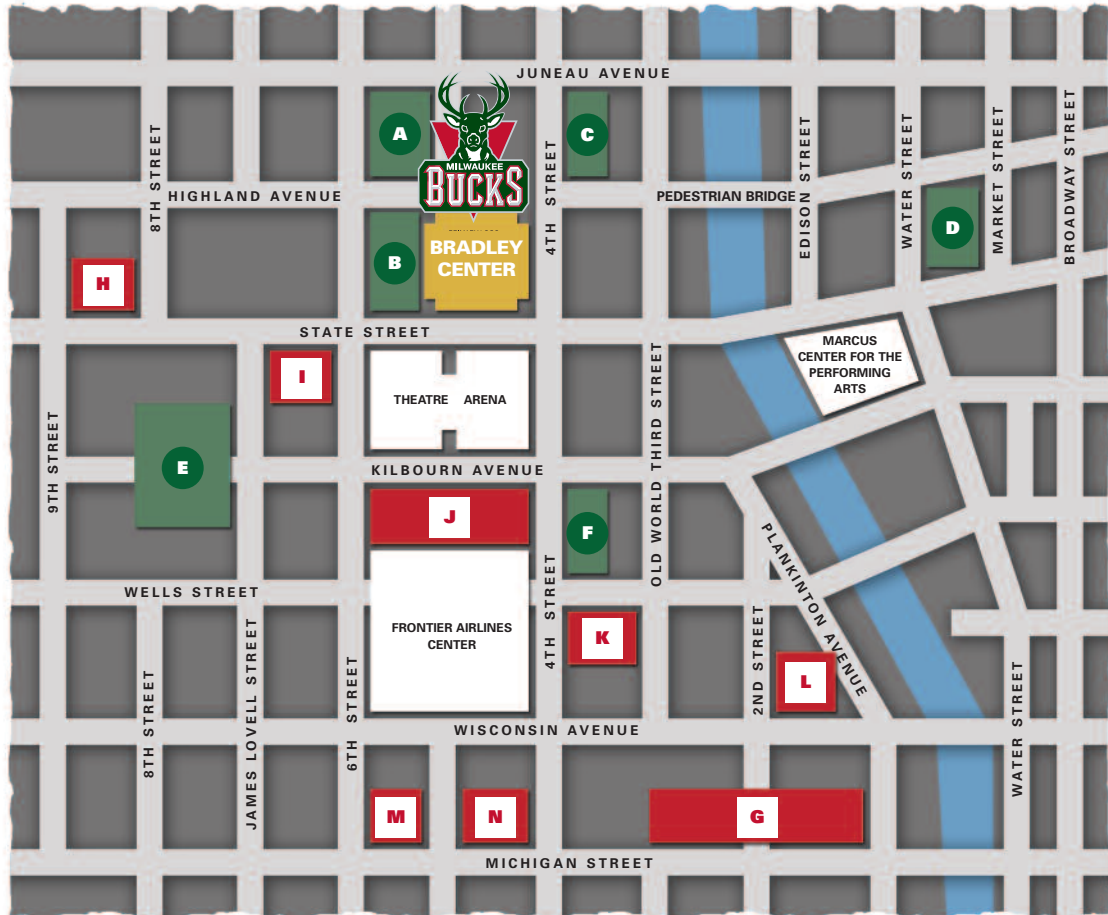 JUNEAU AVENUE
A
C
MILWAUKEE
BUCKS
8TH STREET
4TH STREET
EDISON STREET
WATER STREET
MARKET STREET
BROADWAY STREET
HIGHLAND AVENUE
PEDESTRIAN BRIDGE
D
B
BRADLEY
CENTER
H
STATE STREET
MARCUS
CENTER FOR THE
PERFORMING
ARTS
I
THEATRE
ARENA
OLD WORLD THIRD STREET
9TH STREET
E
KILBOURN AVENUE
J
F
PLANKINTON AVENUE
WELLS STREET
4TH STREET
FRONTIER AIRLINES
CENTER
K
2ND STREET
L
8TH STREET
JAMES LOVELL STREET
6TH STREET
WATER STREET
WISCONSIN AVENUE
M
N
G
MICHIGAN STREET